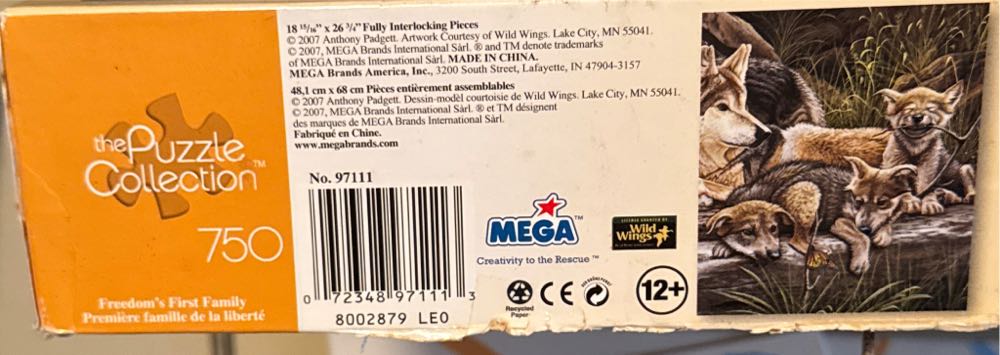 the Puzzle
Collection™
750
Freedom's First Family
Première famille de la liberté
18 15/16" x 26 3/4" Fully Interlocking Pieces
© 2007 Anthony Padgett. Artwork Courtesy of Wild Wings. Lake City, MN 55041.
© 2007, MEGA Brands International Sàrl. ® and TM denote trademarks
of MEGA Brands International Sàrl. MADE IN CHINA.
MEGA Brands America, Inc., 3200 South Street, Lafayette, IN 47904-3157
48,1 cm x 68 cm Pièces entièrement assemblables
© 2007 Anthony Padgett. Dessin-modèl courtoisie de Wild Wings. Lake City, MN 55041.
© 2007, MEGA Brands International Sàrl. ® et TM désignent
des marques de MEGA Brands International Sàrl.
Fabriqué en Chine.
www.megabrands.com
No. 97111
0 72348 97111 3
8002879 LEO
MEGA™
Creativity to the Rescue™
Wild
Wings
Recycled
Paper
CE
12+